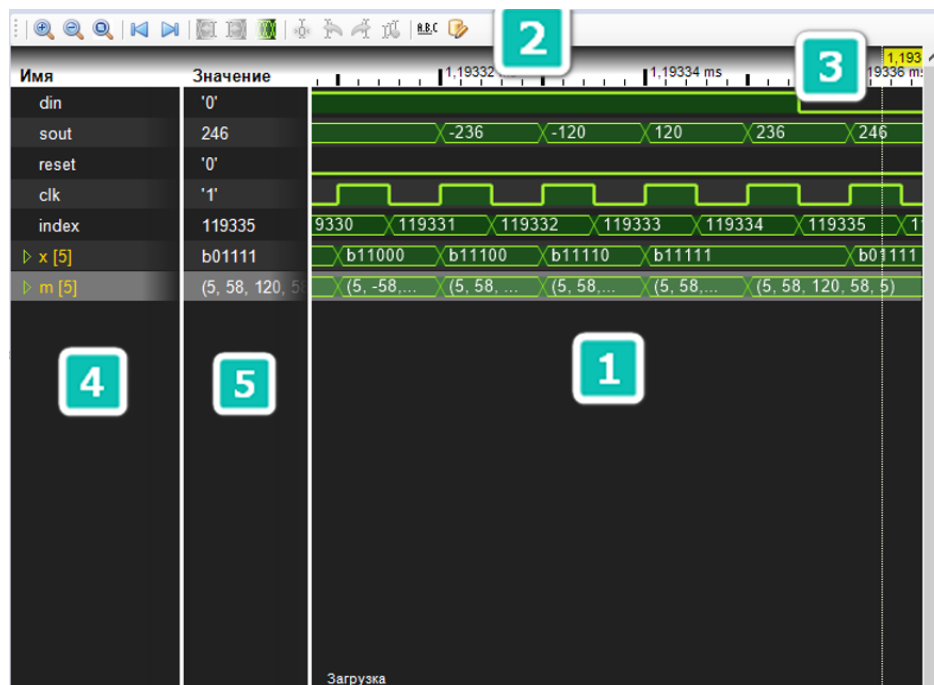 A.B.C
2
3
1,193
Имя Значение 1,19332 1,19334 ms 19336 ms
din '0'
sout 246 -236 -120 120 236 246
reset '0'
clk '1'
index 119335 9330 119331 119332 119333 119334 119335
x [5] b01111 b11000 b11100 b11110 b11111 b01111
m [5] (5, 58, 120, 58 (5, -58,... (5, 58, ... (5, 58,... (5, 58,... (5, 58, 120, 58, 5)
4
5
1
Загрузка